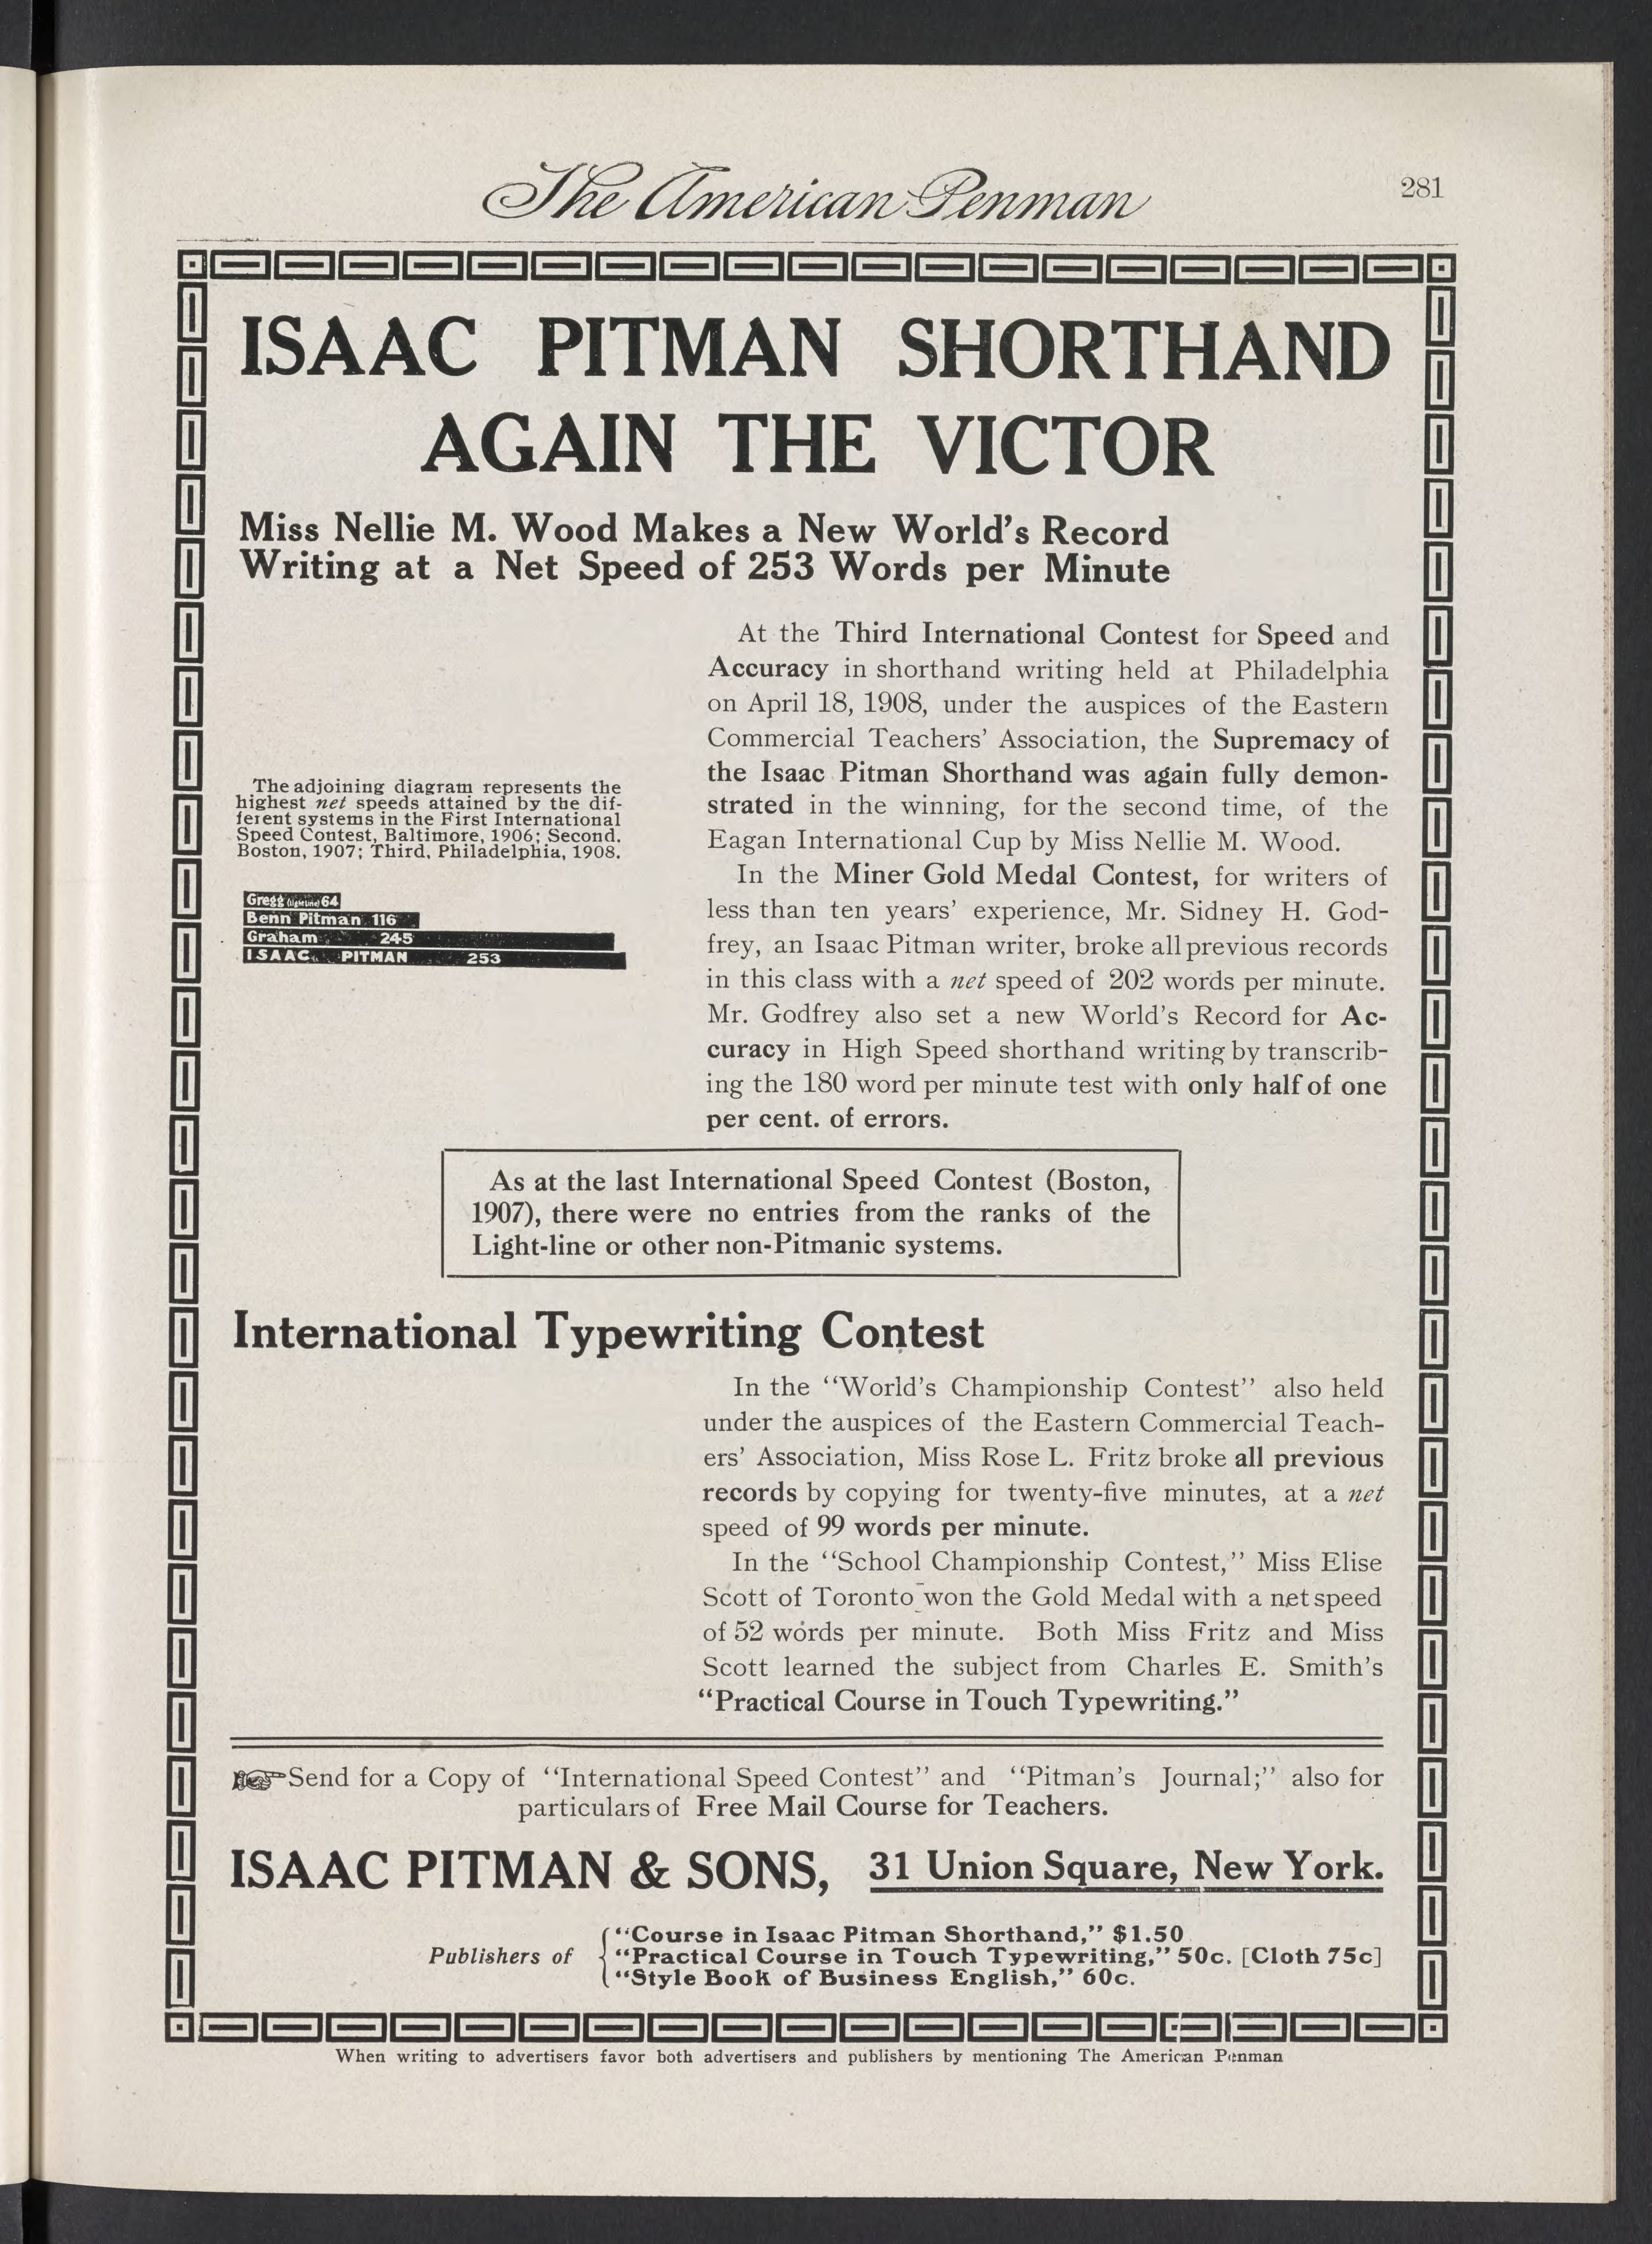 The American Penman
281
ISAAC PITMAN SHORTHAND
AGAIN THE VICTOR
Miss Nellie M. Wood Makes a New World's Record
Writing at a Net Speed of 253 Words per Minute
At the Third International Contest for Speed and
Accuracy in shorthand writing held at Philadelphia
on April 18, 1908, under the auspices of the Eastern
Commercial Teachers' Association, the Supremacy of
the Isaac Pitman Shorthand was again fully demon-
strated in the winning, for the second time, of the
Eagan International Cup by Miss Nellie M. Wood.
In the Miner Gold Medal Contest, for writers of
less than ten years' experience, Mr. Sidney H. God-
frey, an Isaac Pitman writer, broke all previous records
in this class with a net speed of 202 words per minute.
Mr. Godfrey also set a new World's Record for Ac-
curacy in High Speed shorthand writing by transcrib-
ing the 180 word per minute test with only half of one
per cent. of errors.
The adjoining diagram represents the
highest net speeds attained by the dif-
ferent systems in the First International
Speed Contest, Baltimore, 1906; Second.
Boston, 1907; Third, Philadelphia, 1908.
Gregg (light line) 64
Benn Pitman 116
Graham 245
ISAAC PITMAN 253
As at the last International Speed Contest (Boston,
1907), there were no entries from the ranks of the
Light-line or other non-Pitmanic systems.
International Typewriting Contest
In the "World's Championship Contest" also held
under the auspices of the Eastern Commercial Teach-
ers' Association, Miss Rose L. Fritz broke all previous
records by copying for twenty-five minutes, at a net
speed of 99 words per minute.
In the "School Championship Contest," Miss Elise
Scott of Toronto won the Gold Medal with a net speed
of 52 words per minute. Both Miss Fritz and Miss
Scott learned the subject from Charles E. Smith's
"Practical Course in Touch Typewriting."
Send for a Copy of "International Speed Contest" and "Pitman's Journal;" also for
particulars of Free Mail Course for Teachers.
ISAAC PITMAN & SONS, 31 Union Square, New York.
Publishers of
"Course in Isaac Pitman Shorthand," $1.50
"Practical Course in Touch Typewriting," 50c. [Cloth 75c]
"Style Book of Business English," 60c.
When writing to advertisers favor both advertisers and publishers by mentioning The American Penman